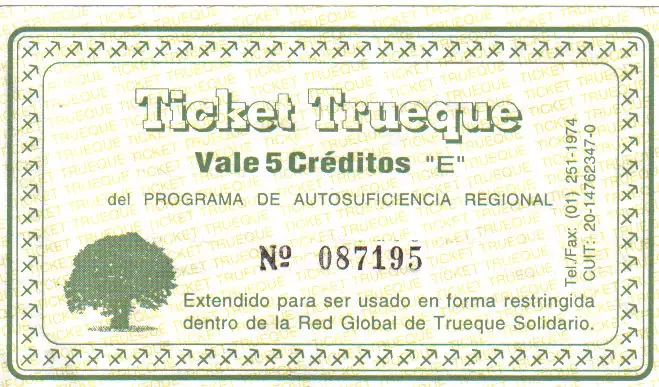 Ticket Trueque
Vale 5 Créditos "E"
del PROGRAMA DE AUTOSUFICIENCIA REGIONAL
Nº 087195
Extendido para ser usado en forma restringida
dentro de la Red Global de Trueque Solidario.
Tel/Fax: (01) 251-1974
CUIT: 20-14762347-0